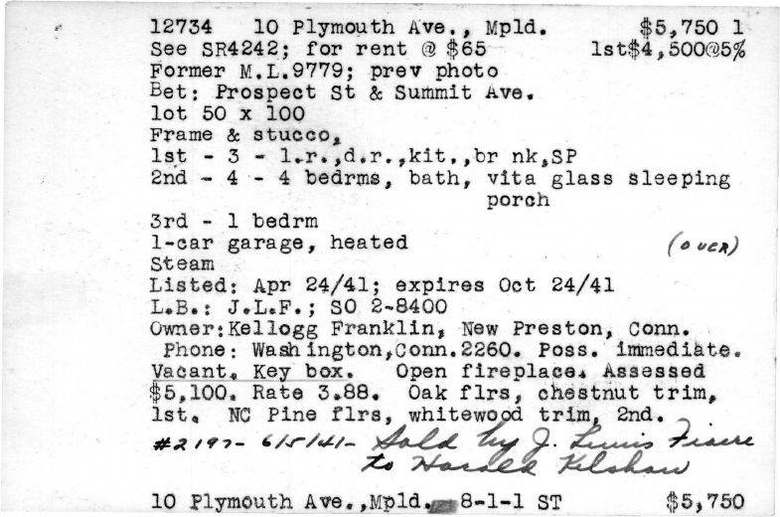 12734 10 Plymouth Ave., Mpld. $5,750 1
See SR4242; for rent @ $65 1st$4,500@5%
Former M.L.9779; prev photo
Bet: Prospect St & Summit Ave.
lot 50 x 100
Frame & stucco,
1st - 3 - l.r.,d.r.,kit.,br nk,SP
2nd - 4 - 4 bedrms, bath, vita glass sleeping
porch
3rd - 1 bedrm
1-car garage, heated (over)
Steam
Listed: Apr 24/41; expires Oct 24/41
L.B.: J.L.F.; SO 2-8400
Owner:Kellogg Franklin, New Preston, Conn.
Phone: Washington,Conn.2260. Poss. immediate.
Vacant. Key box. Open fireplace. Assessed
$5,100. Rate 3.88. Oak flrs, chestnut trim,
1st. NC Pine flrs, whitewood trim, 2nd.
#2197- 6/5/41- Sold by J. Lewis Fiacre
to Harold Kelshaw
10 Plymouth Ave.,Mpld. 8-1-1 ST $5,750